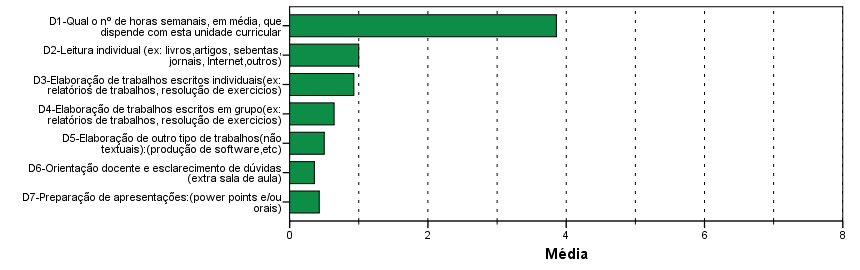 D1-Qual o nº de horas semanais, em média, que
dispende com esta unidade curricular
D2-Leitura individual (ex: livros,artigos, sebentas,
jornais, Internet,outros)
D3-Elaboração de trabalhos escritos individuais(ex:
relatórios de trabalhos, resolução de exercicios)
D4-Elaboração de trabalhos escritos em grupo(ex:
relatórios de trabalhos, resolução de exercicios)
D5-Elaboração de outro tipo de trabalhos(não
textuais):(produção de software,etc)
D6-Orientação docente e esclarecimento de dúvidas
(extra sala de aula)
D7-Preparação de apresentações:(power points e/ou
orais)
0 2 4 6 8
Média